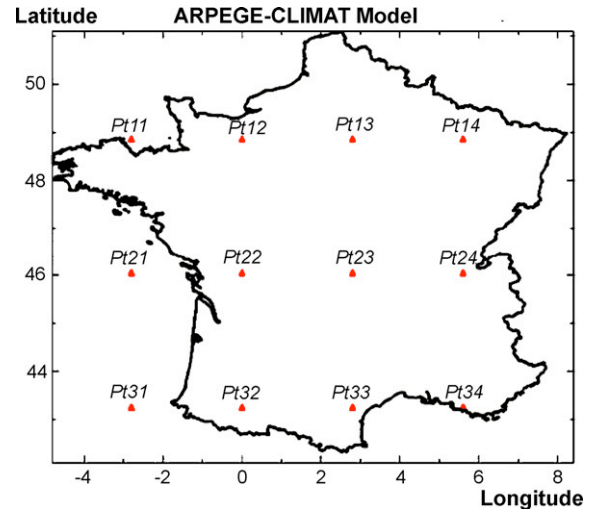 Latitude ARPEGE-CLIMAT Model
50
Pt11 Pt12 Pt13 Pt14
48
Pt21 Pt22 Pt23 Pt24
46
44
Pt31 Pt32 Pt33 Pt34
-4 -2 0 2 4 6 8
Longitude